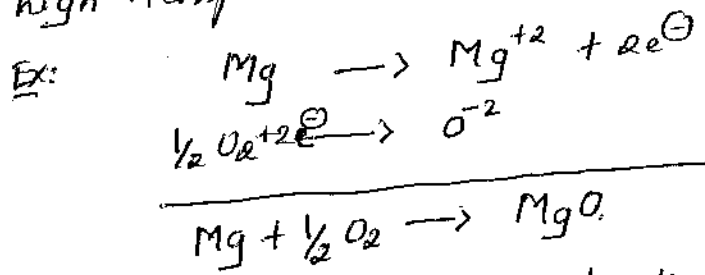 high
Ex: Mg → Mg⁺² + 2e⊖
½ O₂ + 2e⊖ → O⁻²
Mg + ½ O₂ → MgO.